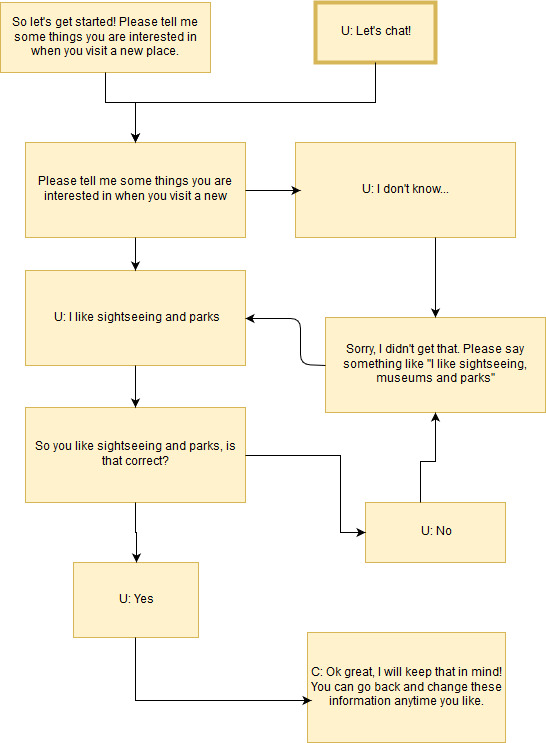 So let's get started! Please tell me
some things you are interested in
when you visit a new place.
U: Let's chat!
Please tell me some things you are
interested in when you visit a new
U: I don't know...
U: I like sightseeing and parks
Sorry, I didn't get that. Please say
something like "I like sightseeing,
museums and parks"
So you like sightseeing and parks, is
that correct?
U: No
U: Yes
C: Ok great, I will keep that in mind!
You can go back and change these
information anytime you like.